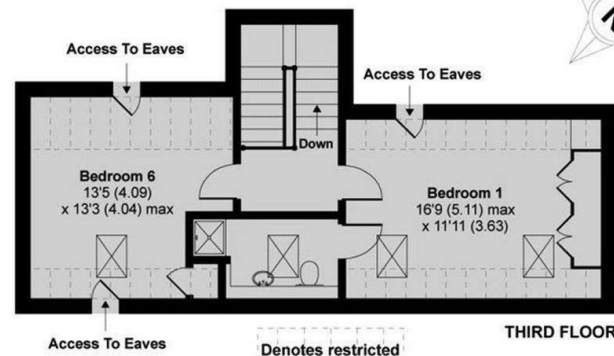 N
Access To Eaves
Access To Eaves
Down
Bedroom 6
13'5 (4.09)
x 13'3 (4.04) max
Bedroom 1
16'9 (5.11) max
x 11'11 (3.63)
Access To Eaves
THIRD FLOOR
Denotes restricted